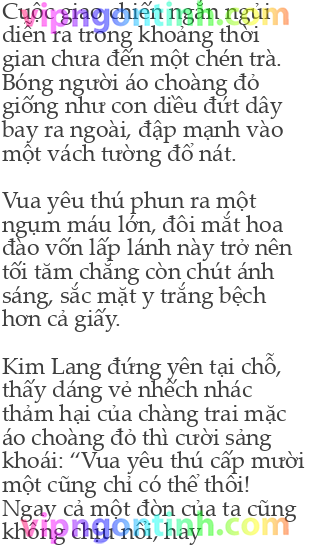 Cuộc giao chiến ngắn ngủi
diễn ra trong khoảng thời
gian chưa đến một chén trà.
Bóng người áo choàng đỏ
giống như con diều đứt dây
bay ra ngoài, đập mạnh vào
một vách tường đổ nát.
Vua yêu thú phun ra một
ngụm máu lớn, đôi mắt hoa
đào vốn lấp lánh này trở nên
tối tăm chẳng còn chút ánh
sáng, sắc mặt y trắng bệch
hơn cả giấy.
Kim Lang đứng yên tại chỗ,
thấy dáng vẻ nhếch nhác
thảm hại của chàng trai mặc
áo choàng đỏ thì cười sảng
khoái: “Vua yêu thú cấp mười
một cũng chỉ có thế thôi!
Ngay cả một đòn của ta cũng
không chịu nổi, hay
vipngontinh.com
vipngontinh.com